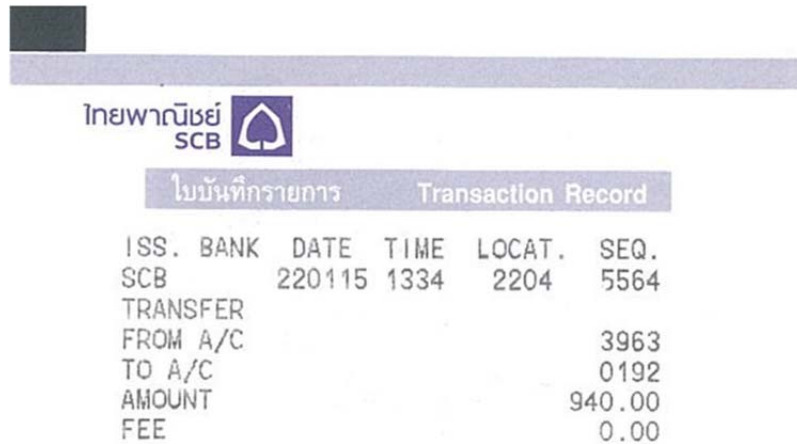 ไทยพาณิชย์
SCB
ใบบันทึกรายการ Transaction Record
ISS. BANK DATE TIME LOCAT. SEQ.
SCB 220115 1334 2204 5564
TRANSFER
FROM A/C 3963
TO A/C 0192
AMOUNT 940.00
FEE 0.00